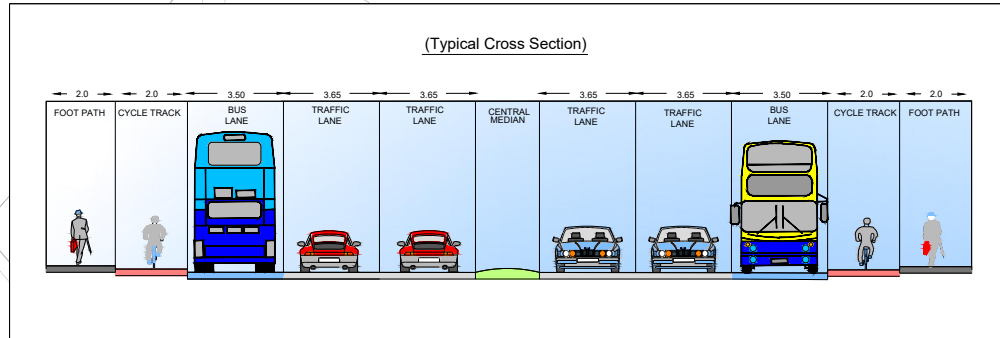 (Typical Cross Section)
2.0 2.0 3.50 3.65 3.65 3.65 3.65 3.50 2.0 2.0
FOOT PATH CYCLE TRACK BUS TRAFFIC TRAFFIC CENTRAL TRAFFIC TRAFFIC BUS CYCLE TRACK FOOT PATH
LANE LANE LANE MEDIAN LANE LANE LANE